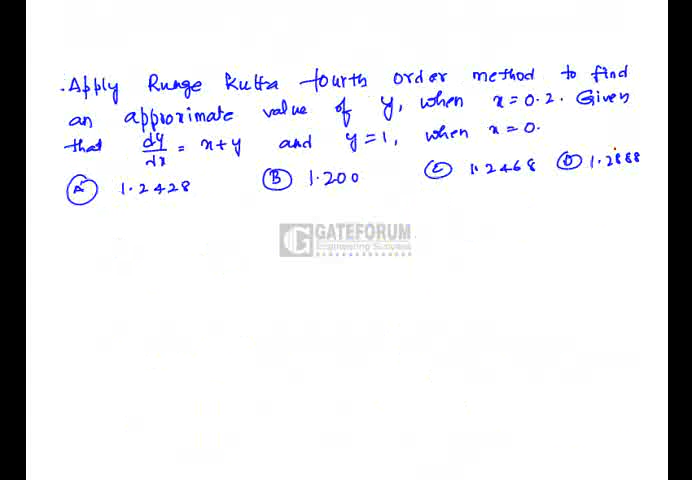 . Apply Runge Kutta fourth order method to find
an approximate value of y, when x = 0.2. Given
that dy/dx = x+y and y=1, when x=0.
(A) 1.2428 (B) 1.200 (C) 1.2468 (D) 1.2888
GATEFORUM
Engineering Success